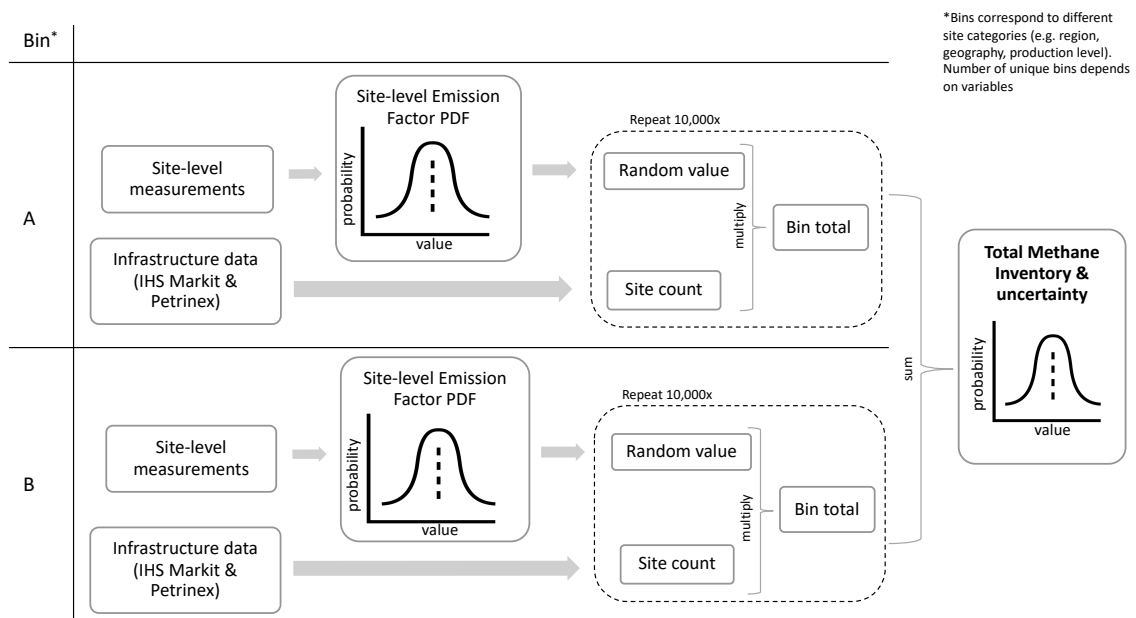 Bin*
*Bins correspond to different
site categories (e.g. region,
geography, production level).
Number of unique bins depends
on variables
A
Site-level
measurements
Infrastructure data
(IHS Markit &
Petrinex)
Site-level Emission
Factor PDF
probability
value
Repeat 10,000x
Random value
Site count
multiply
Bin total
B
Site-level
measurements
Infrastructure data
(IHS Markit &
Petrinex)
Site-level Emission
Factor PDF
probability
value
Repeat 10,000x
Random value
Site count
multiply
Bin total
sum
Total Methane
Inventory &
uncertainty
probability
value